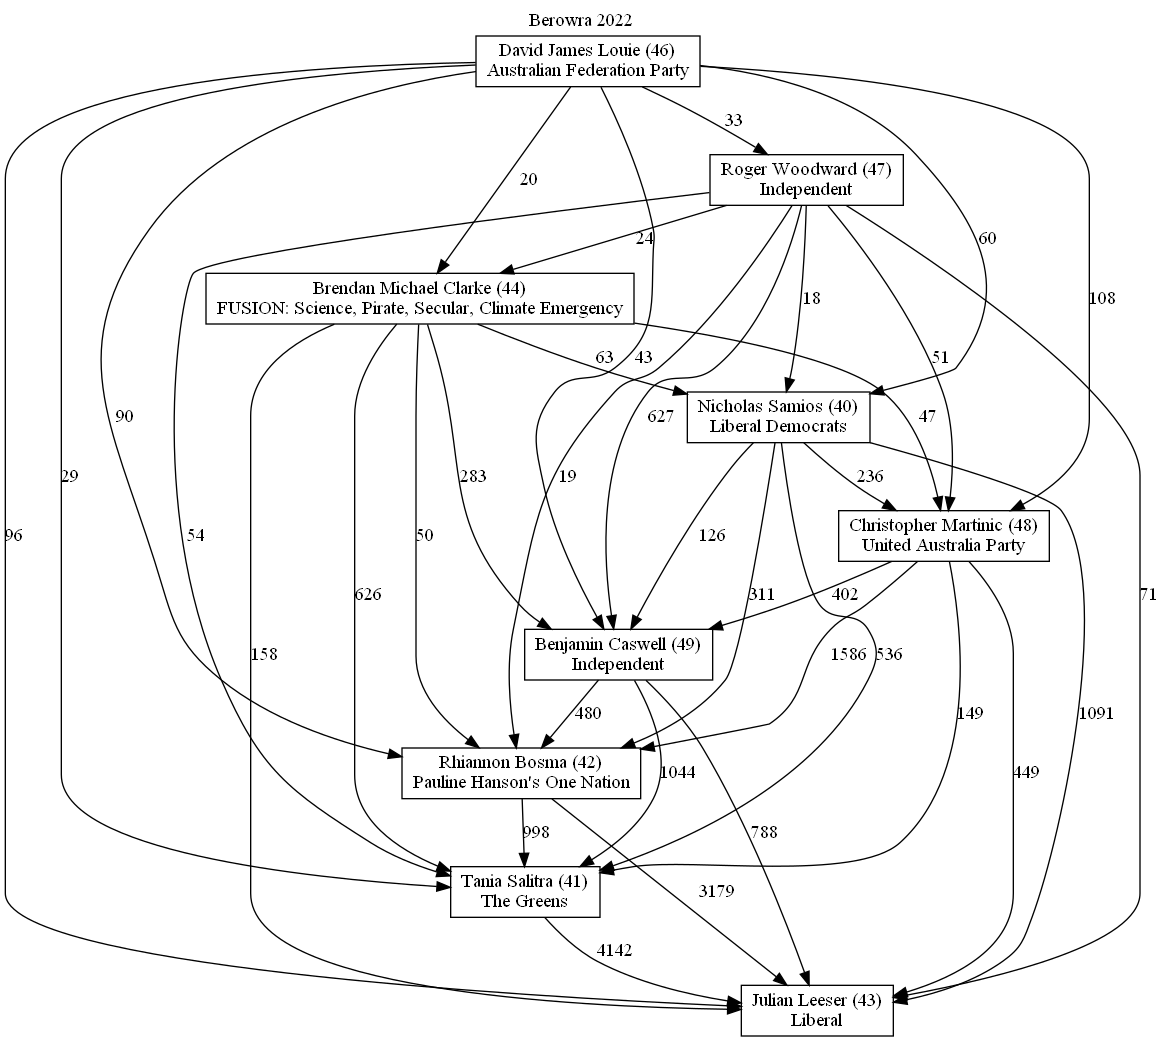 Berowra 2022
David James Louie (46)
Australian Federation Party
33
Roger Woodward (47)
Independent
20
24
60
Brendan Michael Clarke (44)
FUSION: Science, Pirate, Secular, Climate Emergency
18
108
63
43
51
90
627
Nicholas Samios (40)
Liberal Democrats
47
29
283
19
236
Christopher Martinic (48)
United Australia Party
96
54
50
126
626
311
402
71
Benjamin Caswell (49)
Independent
158
1586
536
480
149
1091
Rhiannon Bosma (42)
Pauline Hanson's One Nation
1044
449
998
788
Tania Salitra (41)
The Greens
3179
4142
Julian Leeser (43)
Liberal